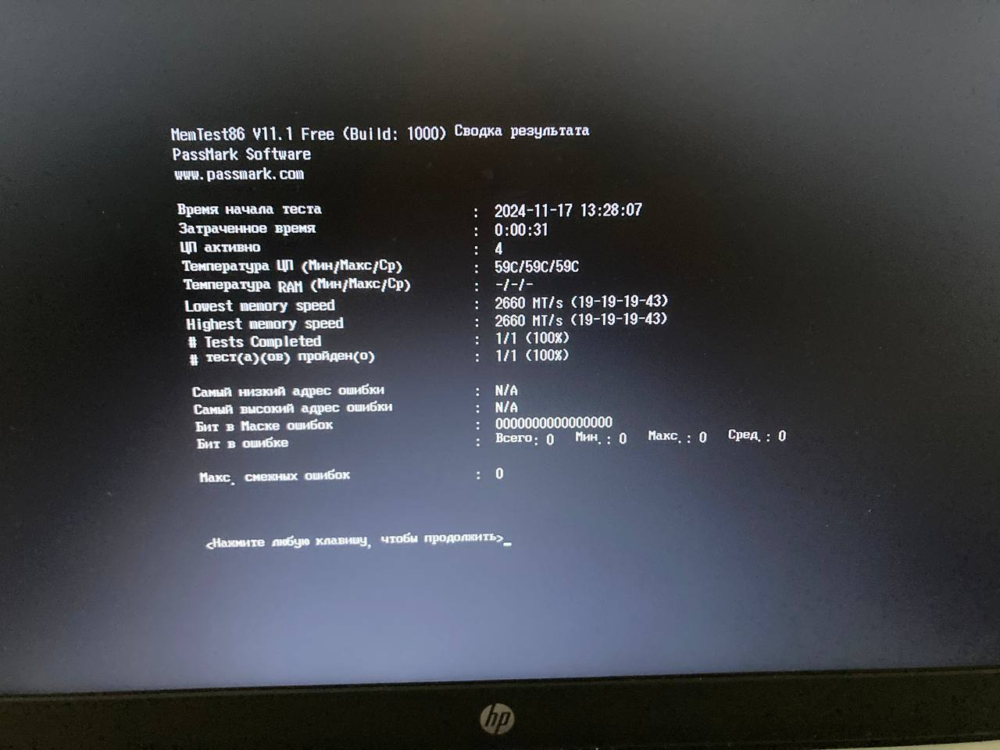 MemTest86 V11.1 Free (Build: 1000) Сводка результата
PassMark Software
www.passmark.com
Время начала теста : 2024-11-17 13:28:07
Затраченное время : 0:00:31
ЦП активно : 4
Температура ЦП (Мин/Макс/Ср) : 59C/59C/59C
Температура RAM (Мин/Макс/Ср) : -/-/-
Lowest memory speed : 2660 MT/s (19-19-19-43)
Highest memory speed : 2660 MT/s (19-19-19-43)
# Tests Completed : 1/1 (100%)
# тест(а)(ов) пройден(о) : 1/1 (100%)
Самый низкий адрес ошибки : N/A
Самый высокий адрес ошибки : N/A
Бит в Маске ошибок : 0000000000000000
Бит в ошибке : Всего: 0 Мин.: 0 Макс.: 0 Сред.: 0
Макс. смежных ошибок : 0
<Нажмите любую клавишу, чтобы продолжить>_
hp